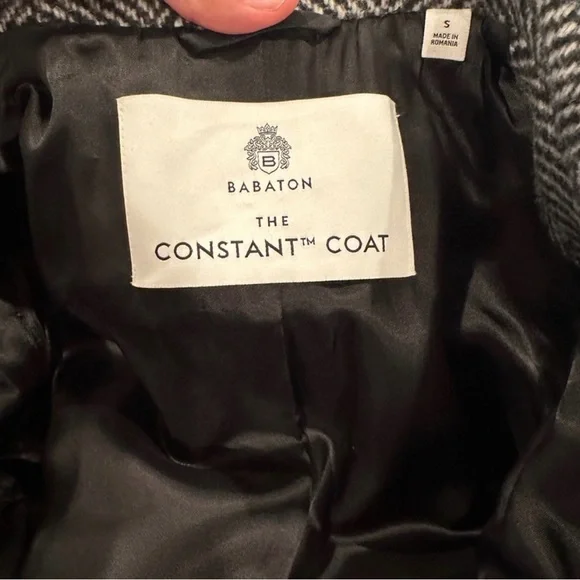 S
MADE IN
ROMANIA
B
BABATON
THE
CONSTANT™ COAT